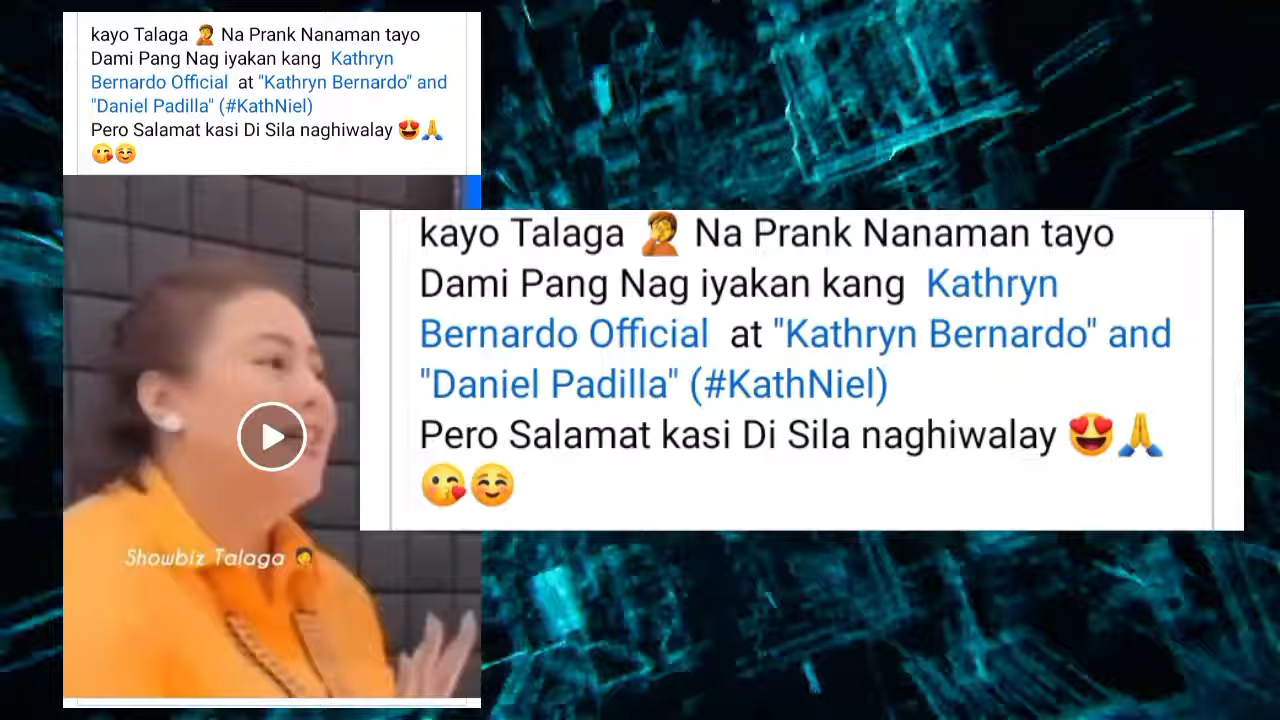 kayo Talaga 🤦 Na Prank Nanaman tayo
Dami Pang Nag iyakan kang Kathryn
Bernardo Official at "Kathryn Bernardo" and
"Daniel Padilla" (#KathNiel)
Pero Salamat kasi Di Sila naghiwalay 😍🙏
😘☺️
Showbiz Talaga 🤦
kayo Talaga 🤦 Na Prank Nanaman tayo
Dami Pang Nag iyakan kang Kathryn
Bernardo Official at "Kathryn Bernardo" and
"Daniel Padilla" (#KathNiel)
Pero Salamat kasi Di Sila naghiwalay 😍🙏
😘☺️